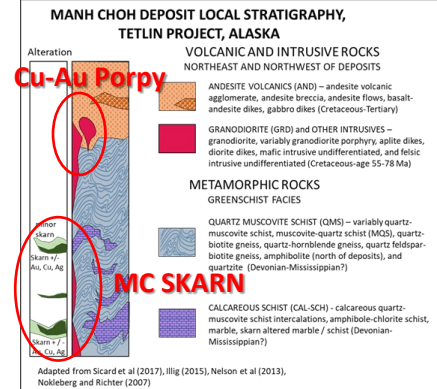 MANH CHOH DEPOSIT LOCAL STRATIGRAPHY,
TETLIN PROJECT, ALASKA
Alteration
VOLCANIC AND INTRUSIVE ROCKS
NORTHEAST AND NORTHWEST OF DEPOSITS
Cu-Au Porpy
ANDESITE VOLCANICS (AND) – andesite volcanic
agglomerate, andesite breccia, andesite flows, basalt-
andesite dikes, gabbro dikes (Cretaceous-Tertiary)
GRANODIORITE (GRD) and OTHER INTRUSIVES –
granodiorite, variably granodiorite porphyry, aplite dikes,
diorite dikes, mafic intrusive undifferentiated, and felsic
intrusive undifferentiated (Cretaceous-age 55-78 Ma)
METAMORPHIC ROCKS
GREENSCHIST FACIES
QUARTZ MUSCOVITE SCHIST (QMS) – variably quartz-
muscovite schist, muscovite-quartz schist (MQS), quartz-
biotite gneiss, quartz-hornblende gneiss, quartz feldspar-
biotite gneiss, amphibolite (north of deposits), and
quartzite (Devonian-Mississippian?)
minor
skarn
Skarn +/-
Au, Cu, Ag
MC SKARN
CALCAREOUS SCHIST (CAL-SCH) - calcareous quartz-
muscovite schist intercalations, amphibole-chlorite schist,
marble, skarn altered marble / schist (Devonian-
Mississippian?)
Skarn + / -
Au, Cu, Ag
Adapted from Sicard et al (2017), Illig (2015), Nelson et al (2013),
Nokleberg and Richter (2007)